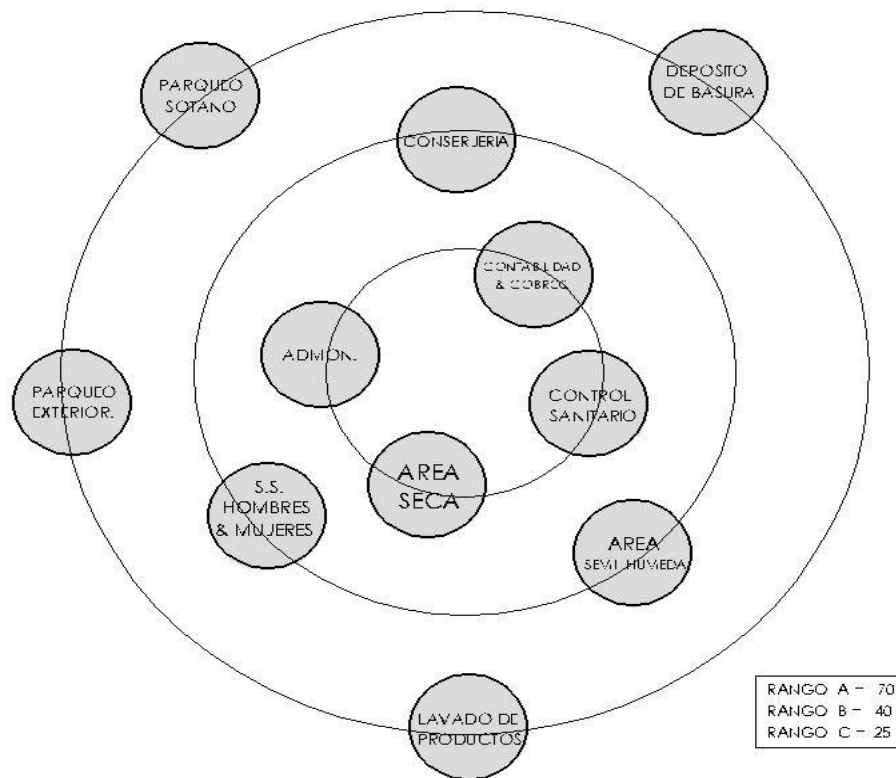 PARQUEO
SOTANO
DEPOSITO
DE BASURA
CONSERJERIA
CONTABILIDAD
& COBROS
ADMON.
PARQUEO
EXTERIOR.
CONTROL
SANITARIO
AREA
SECA
S.S.
HOMBRES
& MUJERES
AREA
SEMI HUMEDA
LAVADO DE
PRODUCTOS
RANGO A - 70
RANGO B - 40
RANGO C - 25